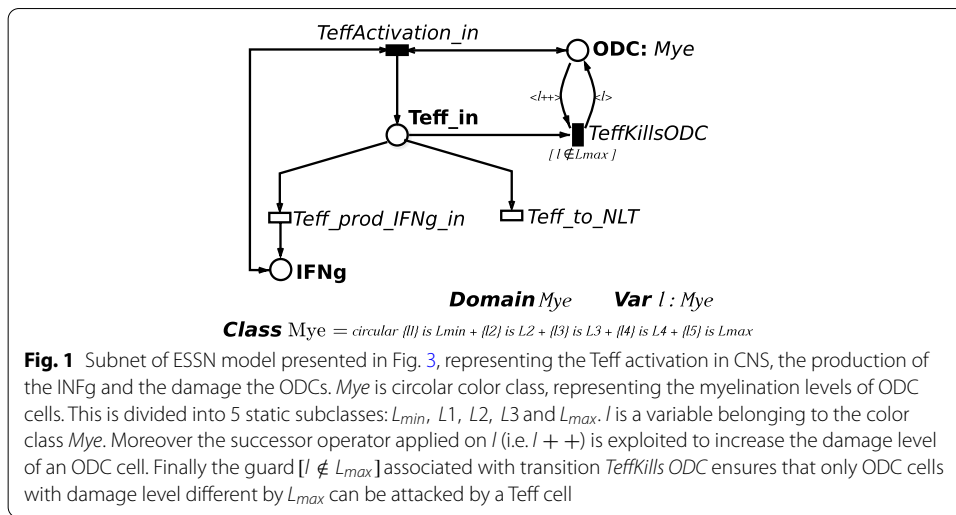 TeffActivation_in
ODC: Mye
<l++>
<l>
Teff_in
TeffKillsODC
[ l ∉ Lmax ]
Teff_prod_IFNg_in
Teff_to_NLT
IFNg
Domain Mye Var l : Mye
Class Mye = circular {l1} is Lmin + {l2} is L2 + {l3} is L3 + {l4} is L4 + {l5} is Lmax
Fig. 1 Subnet of ESSN model presented in Fig. 3, representing the Teff activation in CNS, the production of
the INFg and the damage the ODCs. Mye is circular color class, representing the myelination levels of ODC
cells. This is divided into 5 static subclasses: Lmin, L1, L2, L3 and Lmax. l is a variable belonging to the color
class Mye. Moreover the successor operator applied on l (i.e. l + +) is exploited to increase the damage level
of an ODC cell. Finally the guard [l ∉ Lmax] associated with transition TeffKills ODC ensures that only ODC cells
with damage level different by Lmax can be attacked by a Teff cell